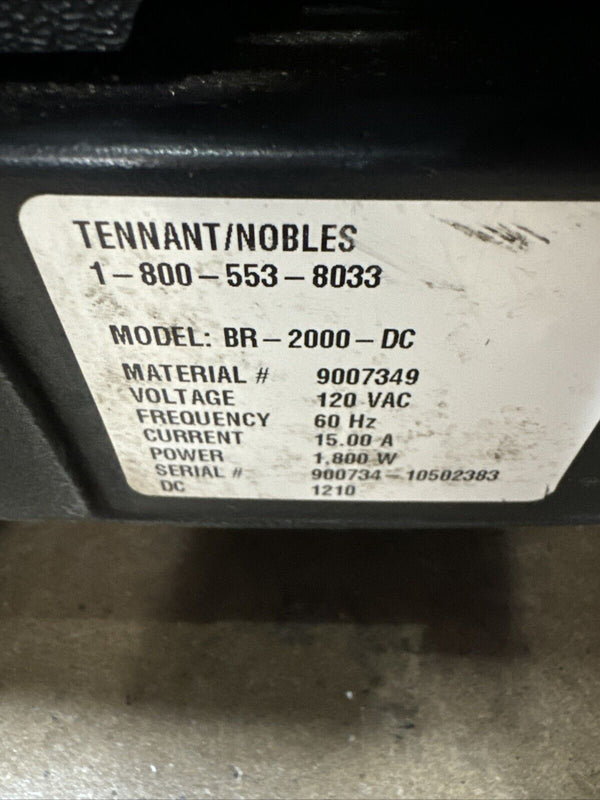 TENNANT/NOBLES
1-800-553-8033
MODEL: BR-2000-DC
MATERIAL # 9007349
VOLTAGE 120 VAC
FREQUENCY 60 Hz
CURRENT 15.00 A
POWER 1,800 W
SERIAL # 900734-10502383
DC 1210